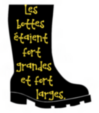 Les
bottes
étaient
fort
grandes
et fort
larges,